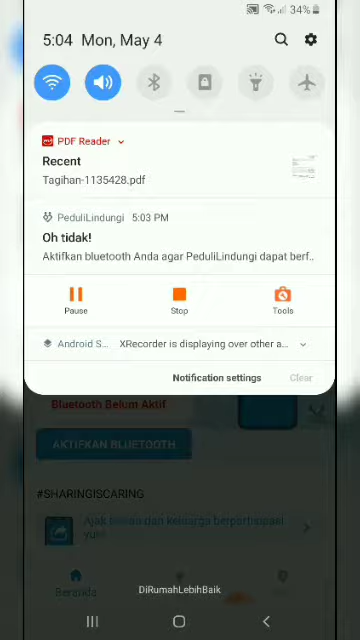 34%
5:04 Mon, May 4
PDF Reader
Recent
Tagihan-1135428.pdf
PeduliLindungi 5:03 PM
Oh tidak!
Aktifkan bluetooth Anda agar PeduliLindungi dapat berf..
Pause Stop Tools
Android S... XRecorder is displaying over other a...
Notification settings Clear
Bluetooth Belum Aktif
AKTIFKAN BLUETOOTH
#SHARINGISCARING
Ajak teman dan keluarga berpartisipasi
yuk!
Beranda
DiRumahLebihBaik